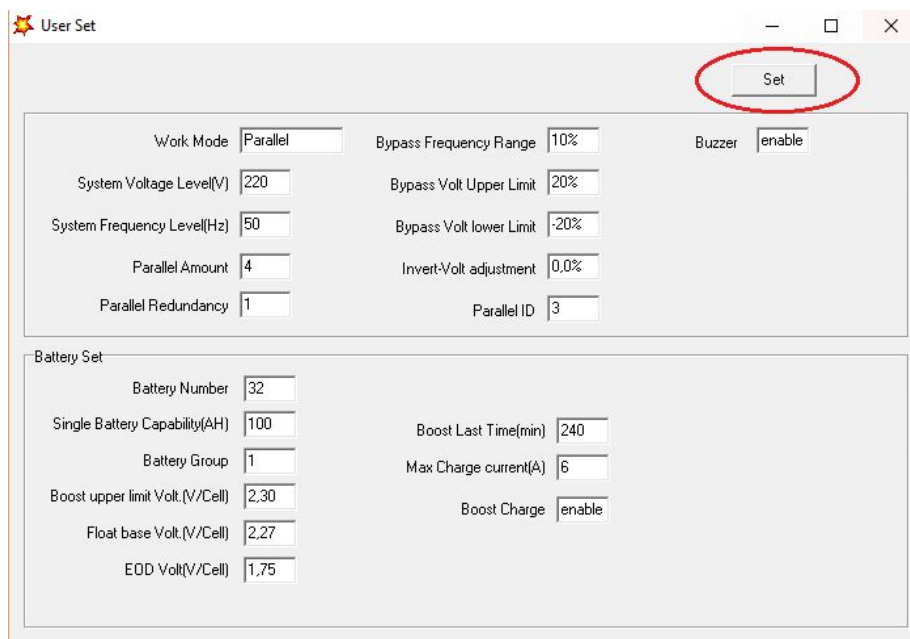 User Set
Set
Work Mode Parallel Bypass Frequency Range 10% Buzzer enable
System Voltage Level(V) 220 Bypass Volt Upper Limit 20%
System Frequency Level(Hz) 50 Bypass Volt lower Limit -20%
Parallel Amount 4 Invert-Volt adjustment 0,0%
Parallel Redundancy 1 Parallel ID 3
Battery Set
Battery Number 32
Single Battery Capability(AH) 100 Boost Last Time(min) 240
Battery Group 1 Max Charge current(A) 6
Boost upper limit Volt.(V/Cell) 2,30 Boost Charge enable
Float base Volt.(V/Cell) 2,27
EOD Volt(V/Cell) 1,75